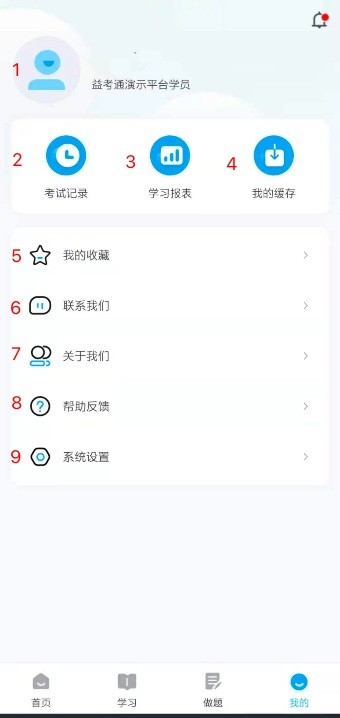 1
益考通演示平台学员
2
3
4
考试记录
学习报表
我的缓存
5 我的收藏
6 联系我们
7 关于我们
8 帮助反馈
9 系统设置
首页
学习
做题
我的